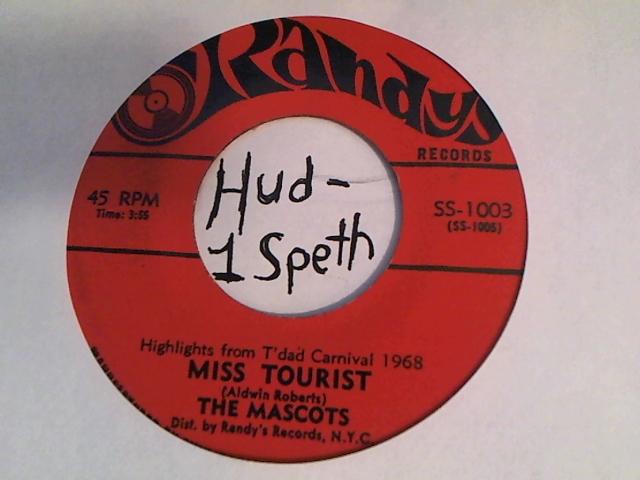 Randys
RECORDS
45 RPM
Time: 3:55
SS-1003
(SS-1005)
Hud-
1 Speth
Highlights from T'dad Carnival 1968
MISS TOURIST
(Aldwin Roberts)
THE MASCOTS
Dist. by Randy's Records, N.Y.C.